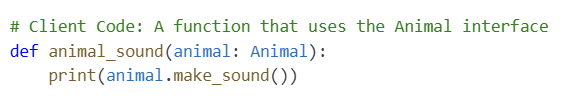 # Client Code: A function that uses the Animal interface
def animal_sound(animal: Animal):
    print(animal.make_sound())